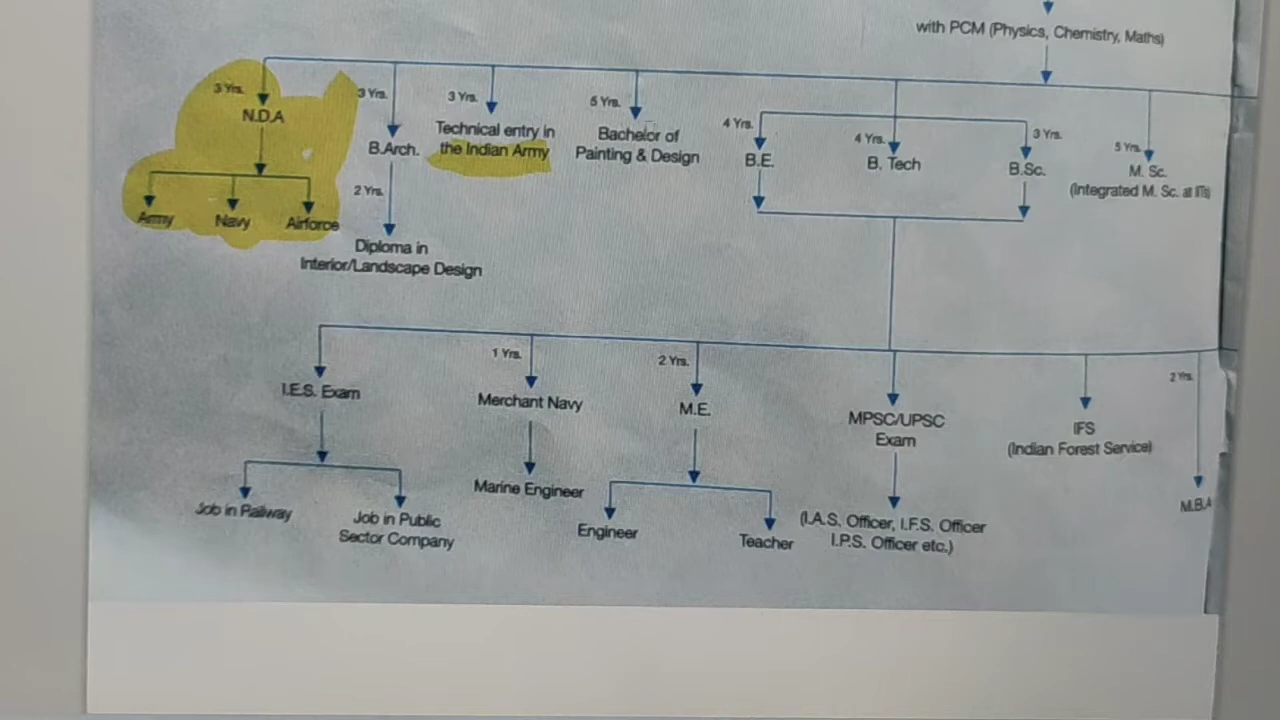 with PCM (Physics, Chemistry, Maths)
3 Yrs.
N.D.A
Army
Navy
Airforce
3 Yrs.
B.Arch.
2 Yrs.
Diploma in
Interior/Landscape Design
3 Yrs.
Technical entry in
the Indian Army
5 Yrs.
Bachelor of
Painting & Design
4 Yrs.
B.E.
4 Yrs.
B. Tech
3 Yrs.
B.Sc.
5 Yrs.
M. Sc.
(Integrated M. Sc. at IITs)
I.E.S. Exam
Job in Railway
Job in Public
Sector Company
1 Yrs.
Merchant Navy
Marine Engineer
2 Yrs.
M.E.
Engineer
Teacher
MPSC/UPSC
Exam
(I.A.S. Officer, I.F.S. Officer
I.P.S. Officer etc.)
IFS
(Indian Forest Service)
2 Yrs.
M.B.A